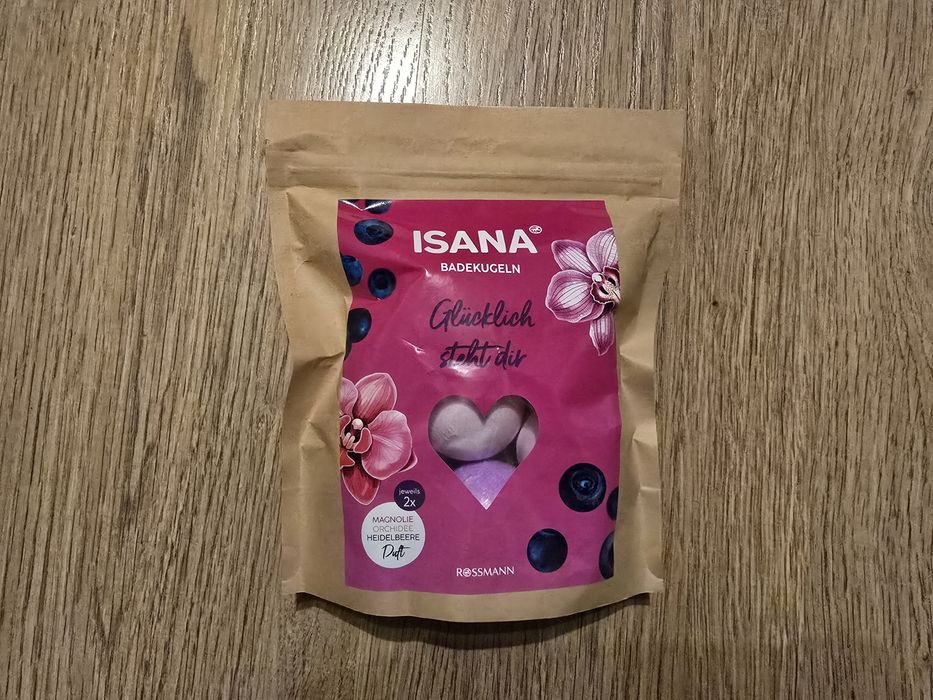 ISANA
BADEKUGELN
Glücklich
steht dir
jeweils
2x
MAGNOLIE
ORCHIDEE
HEIDELBEERE
Duft
ROSSMANN